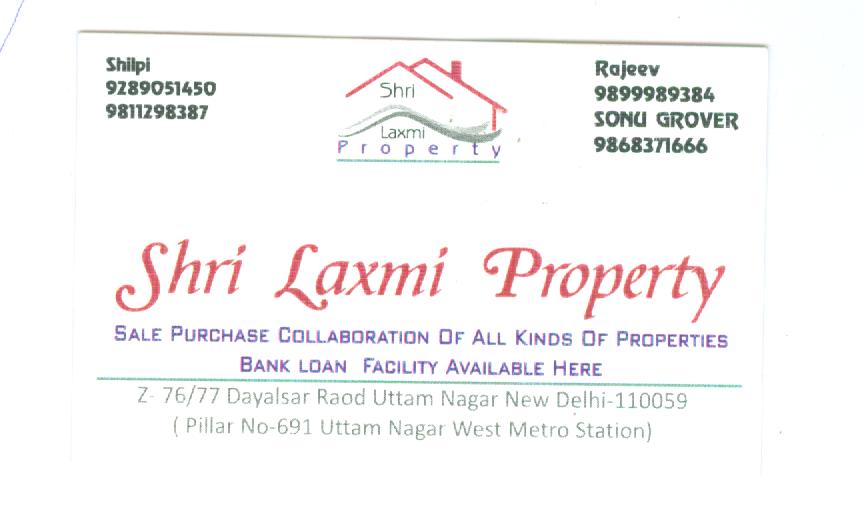 Shilpi
9289051450
9811298387
Shri
Laxmi
Property
Rajeev
9899989384
SONU GROVER
9868371666
Shri Laxmi Property
SALE PURCHASE COLLABORATION OF ALL KINDS OF PROPERTIES
BANK LOAN FACILITY AVAILABLE HERE
Z- 76/77 Dayalsar Raod Uttam Nagar New Delhi-110059
( Pillar No-691 Uttam Nagar West Metro Station)